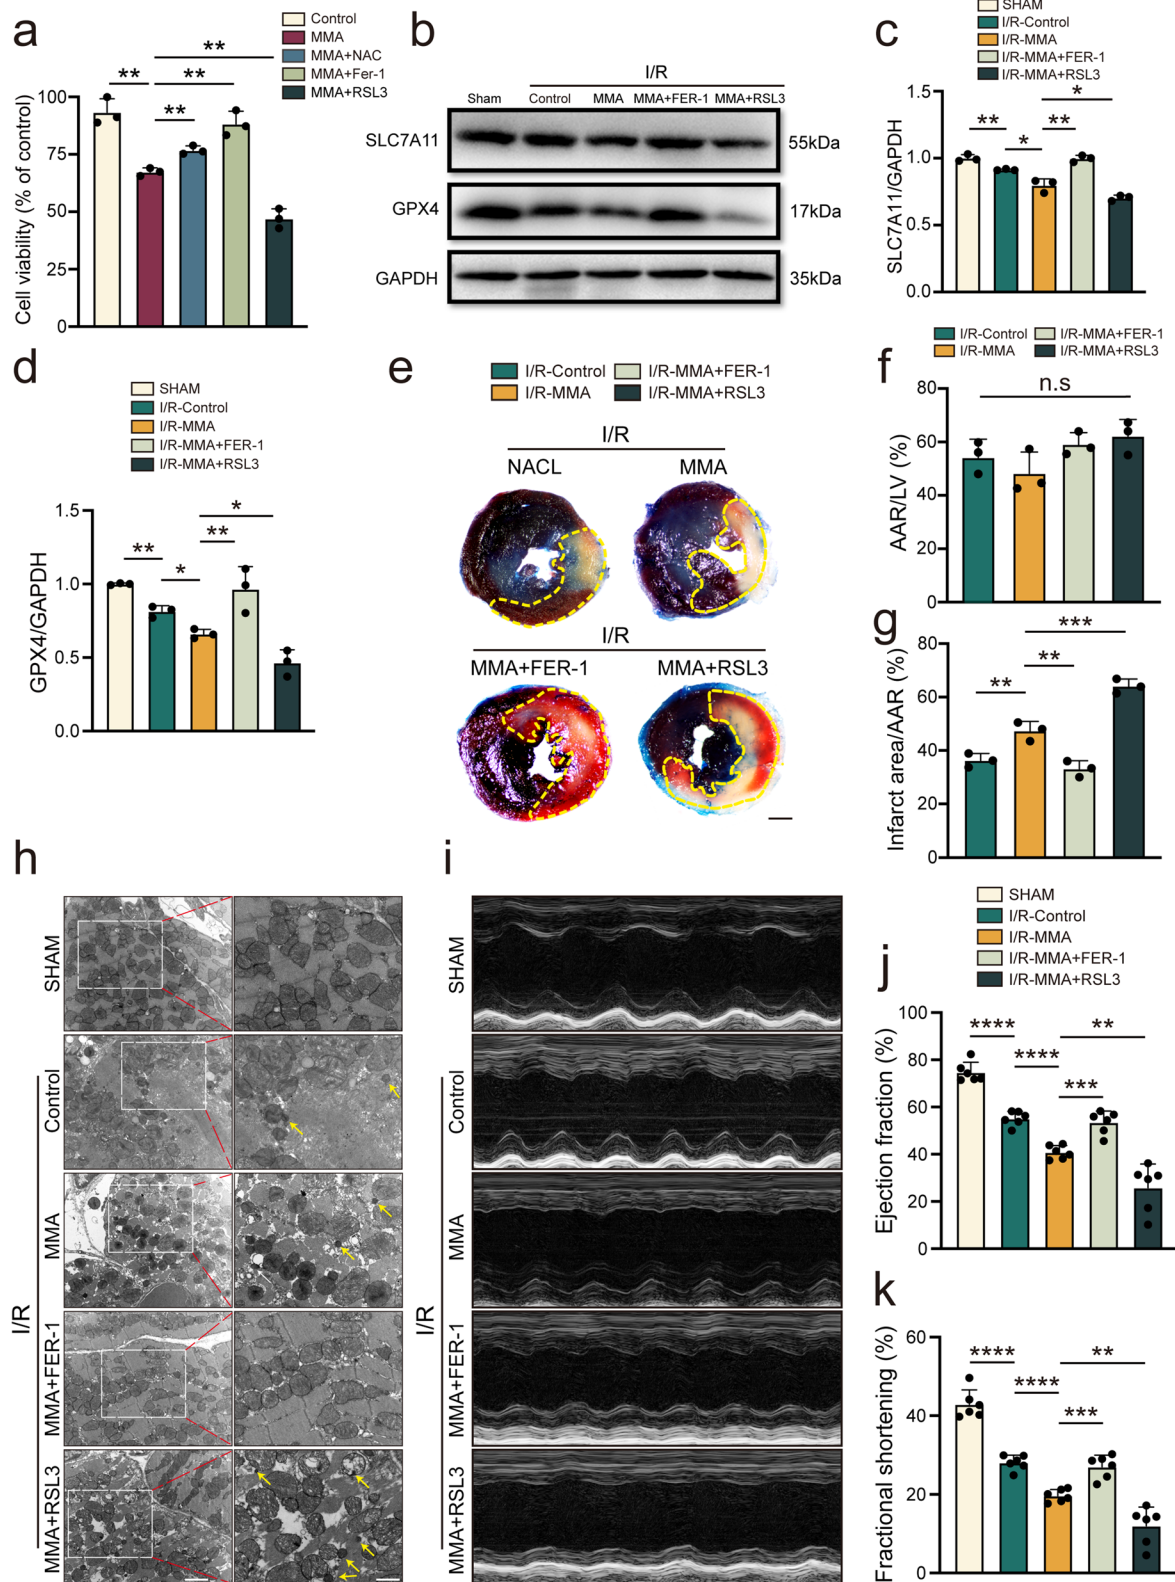 a
Control
MMA
MMA+NAC
MMA+Fer-1
MMA+RSL3
**
**
**
**
Cell viability (% of control)
100
75
50
25
0
b
I/R
Sham
Control
MMA
MMA+FER-1
MMA+RSL3
SLC7A11
55kDa
GPX4
17kDa
GAPDH
35kDa
c
SHAM
I/R-Control
I/R-MMA
I/R-MMA+FER-1
I/R-MMA+RSL3
*
**
**
*
SLC7A11/GAPDH
1.5
1.0
0.5
0.0
d
SHAM
I/R-Control
I/R-MMA
I/R-MMA+FER-1
I/R-MMA+RSL3
*
**
**
*
GPX4/GAPDH
1.5
1.0
0.5
0.0
e
I/R-Control
I/R-MMA+FER-1
I/R-MMA
I/R-MMA+RSL3
I/R
NACL
MMA
I/R
MMA+FER-1
MMA+RSL3
f
I/R-Control
I/R-MMA+FER-1
I/R-MMA
I/R-MMA+RSL3
n.s
AAR/LV (%)
80
60
40
20
0
g
***
**
**
Infarct area/AAR (%)
80
60
40
20
0
h
SHAM
Control
MMA
MMA+FER-1
MMA+RSL3
I/R
i
SHAM
Control
MMA
MMA+FER-1
MMA+RSL3
I/R
j
SHAM
I/R-Control
I/R-MMA
I/R-MMA+FER-1
I/R-MMA+RSL3
****
**
****
***
Ejection fraction (%)
100
80
60
40
20
0
k
****
**
****
***
Fractional shortening (%)
60
40
20
0